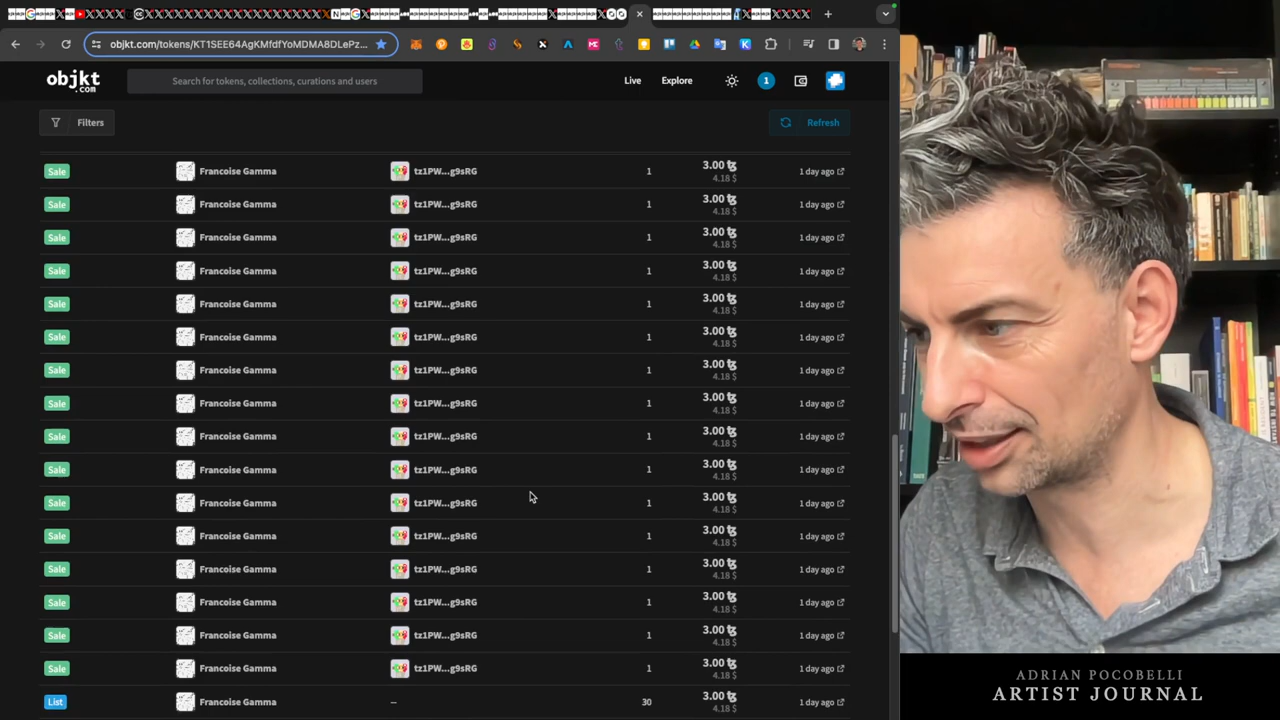 objkt.com/tokens/KT1SEE64AgKMfdfYoMDMA8DLePz...
objkt
.com
Search for tokens, collections, curations and users
Live
Explore
1
Filters
Refresh
Sale Francoise Gamma tz1PW...g9sRG 1 3.00 ꜩ 1 day ago
4.18 $
Sale Francoise Gamma tz1PW...g9sRG 1 3.00 ꜩ 1 day ago
4.18 $
Sale Francoise Gamma tz1PW...g9sRG 1 3.00 ꜩ 1 day ago
4.18 $
Sale Francoise Gamma tz1PW...g9sRG 1 3.00 ꜩ 1 day ago
4.18 $
Sale Francoise Gamma tz1PW...g9sRG 1 3.00 ꜩ 1 day ago
4.18 $
Sale Francoise Gamma tz1PW...g9sRG 1 3.00 ꜩ 1 day ago
4.18 $
Sale Francoise Gamma tz1PW...g9sRG 1 3.00 ꜩ 1 day ago
4.18 $
Sale Francoise Gamma tz1PW...g9sRG 1 3.00 ꜩ 1 day ago
4.18 $
Sale Francoise Gamma tz1PW...g9sRG 1 3.00 ꜩ 1 day ago
4.18 $
Sale Francoise Gamma tz1PW...g9sRG 1 3.00 ꜩ 1 day ago
4.18 $
Sale Francoise Gamma tz1PW...g9sRG 1 3.00 ꜩ 1 day ago
4.18 $
Sale Francoise Gamma tz1PW...g9sRG 1 3.00 ꜩ 1 day ago
4.18 $
Sale Francoise Gamma tz1PW...g9sRG 1 3.00 ꜩ 1 day ago
4.18 $
Sale Francoise Gamma tz1PW...g9sRG 1 3.00 ꜩ 1 day ago
4.18 $
Sale Francoise Gamma tz1PW...g9sRG 1 3.00 ꜩ 1 day ago
4.18 $
Sale Francoise Gamma tz1PW...g9sRG 1 3.00 ꜩ 1 day ago
4.18 $
List Francoise Gamma — 30 3.00 ꜩ 1 day ago
4.18 $
ADRIAN POCOBELLI
ARTIST JOURNAL